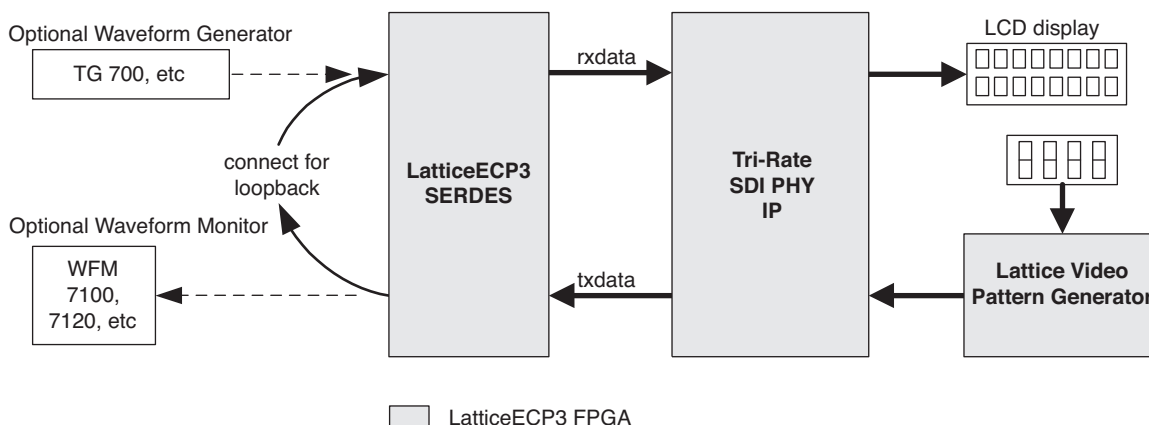 Optional Waveform Generator
TG 700, etc
connect for
loopback
Optional Waveform Monitor
WFM
7100,
7120, etc
LatticeECP3
SERDES
rxdata
txdata
Tri-Rate
SDI PHY
IP
LCD display
Lattice Video
Pattern Generator
LatticeECP3 FPGA